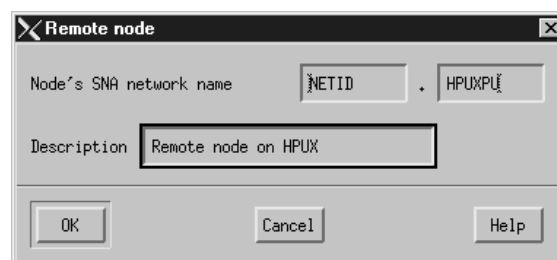 Remote node
Node's SNA network name NETID . HPUXPU
Description Remote node on HPUX
OK Cancel Help